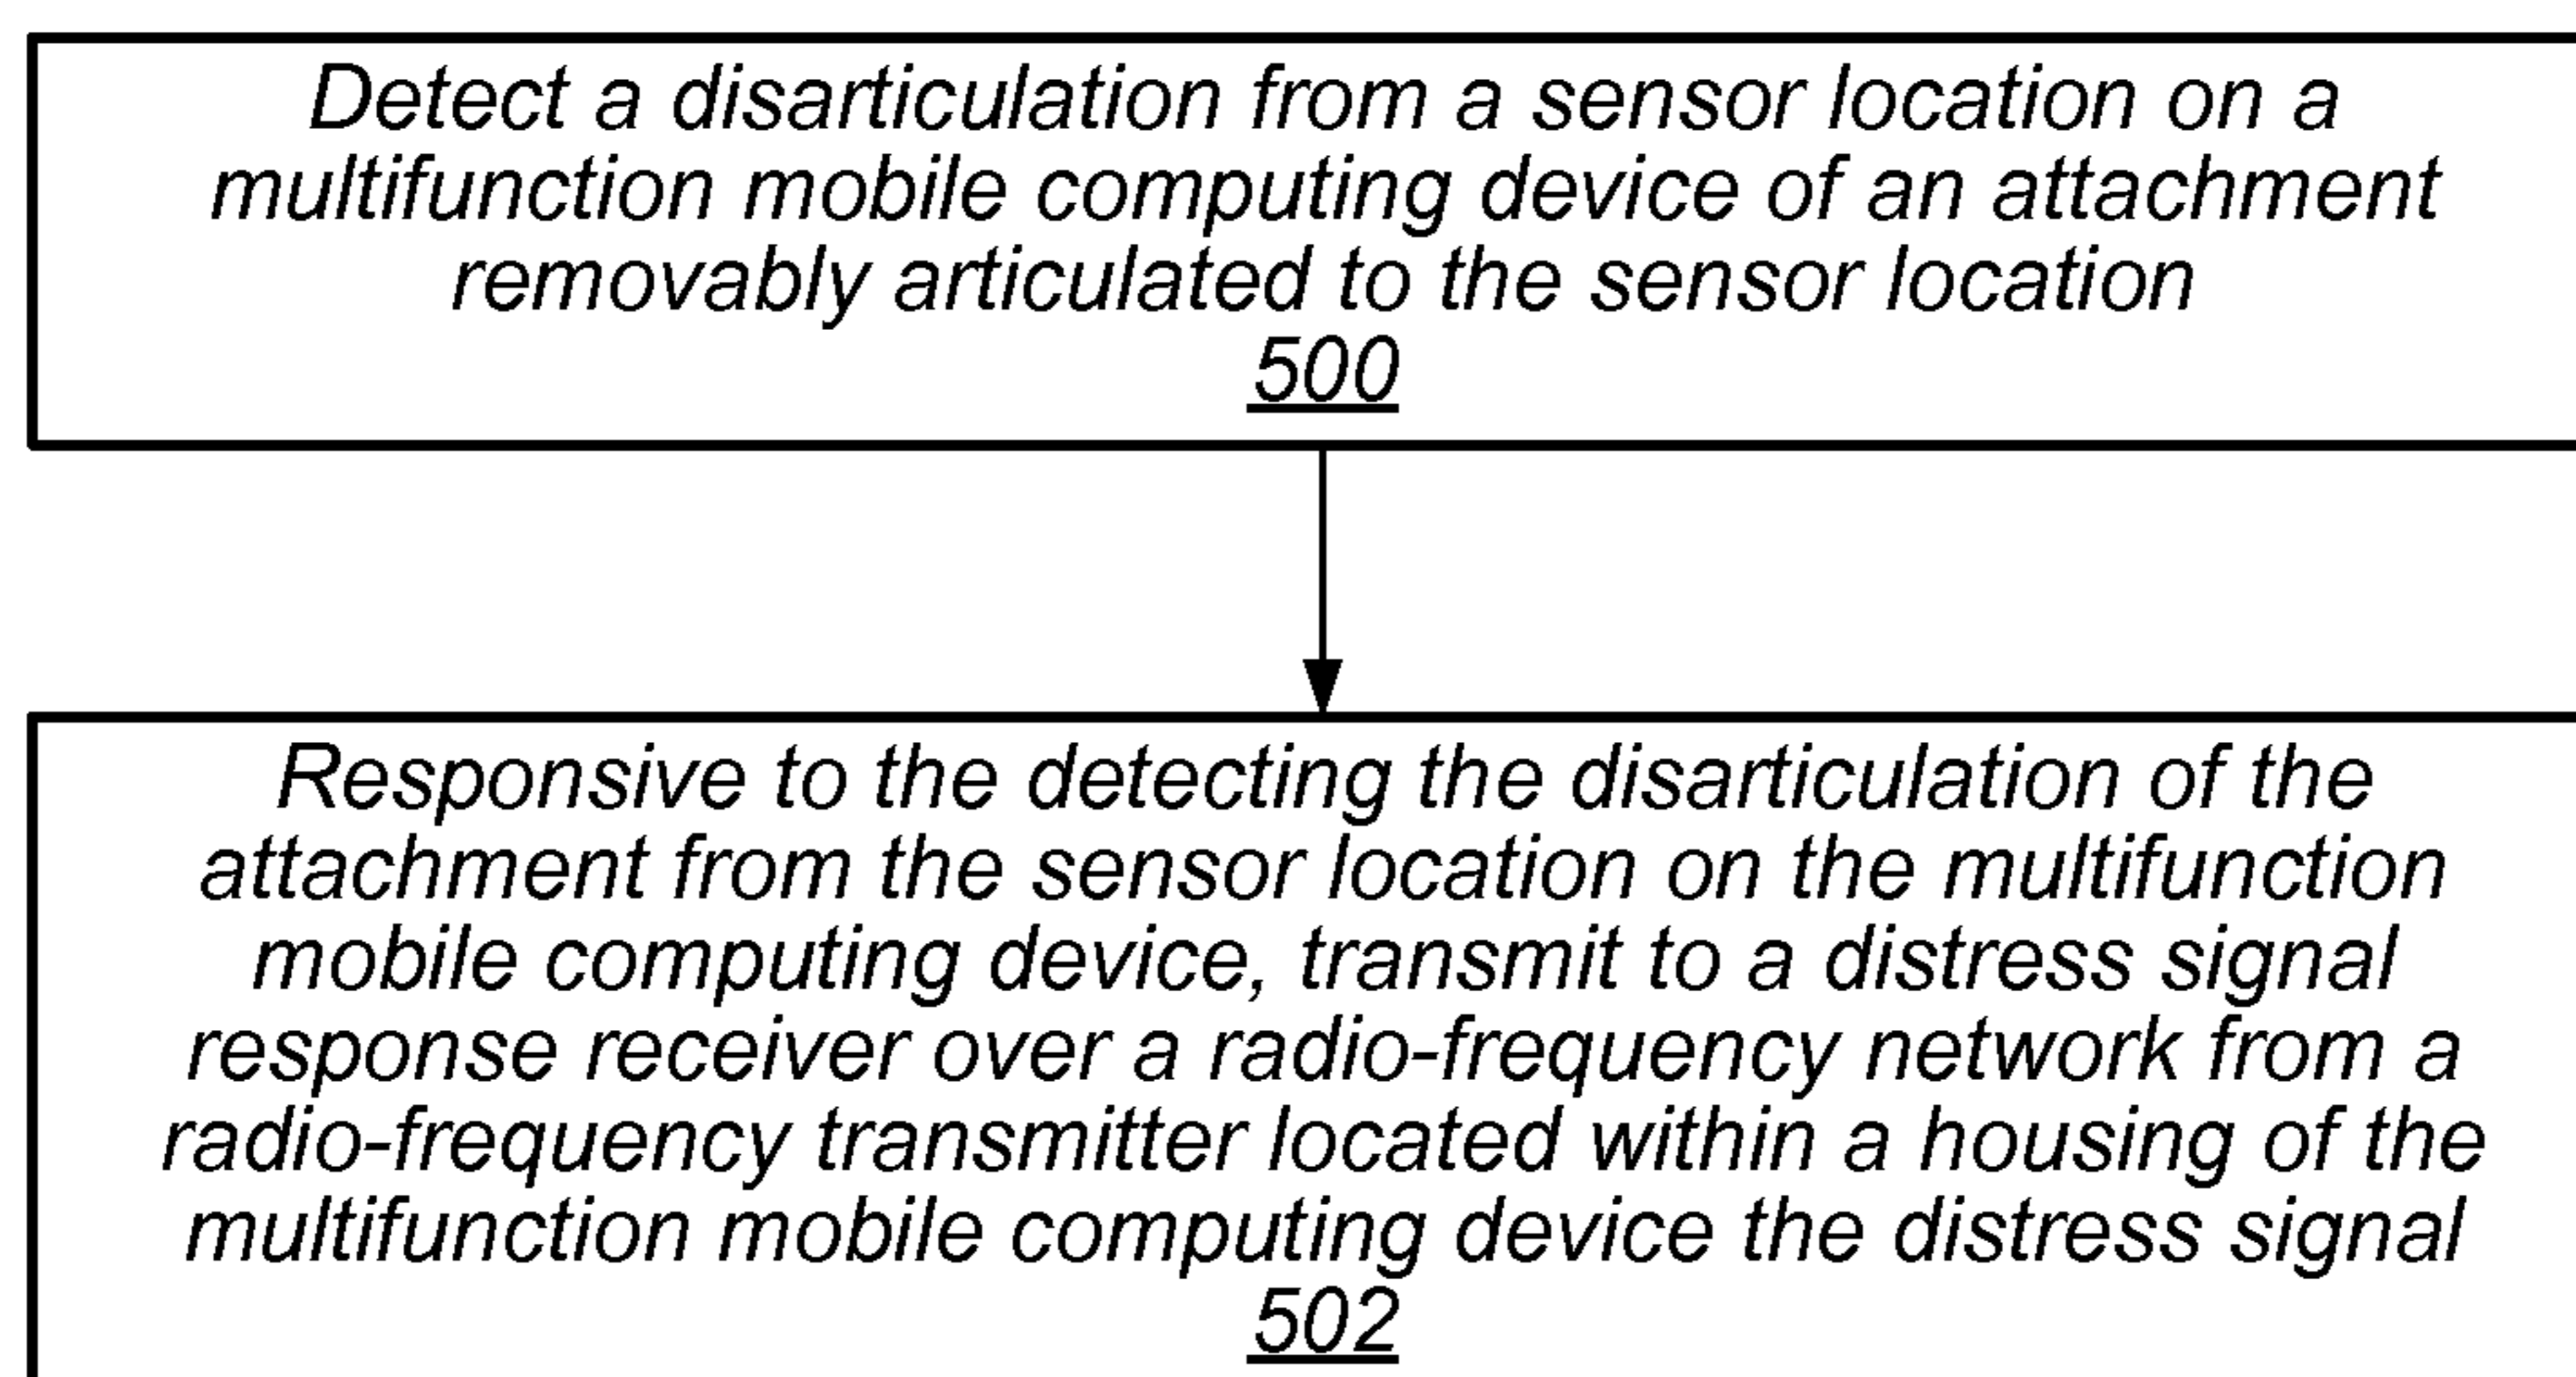 Detect a disarticulation from a sensor location on a
multifunction mobile computing device of an attachment
removably articulated to the sensor location
500
Responsive to the detecting the disarticulation of the
attachment from the sensor location on the multifunction
mobile computing device, transmit to a distress signal
response receiver over a radio-frequency network from a
radio-frequency transmitter located within a housing of the
multifunction mobile computing device the distress signal
502